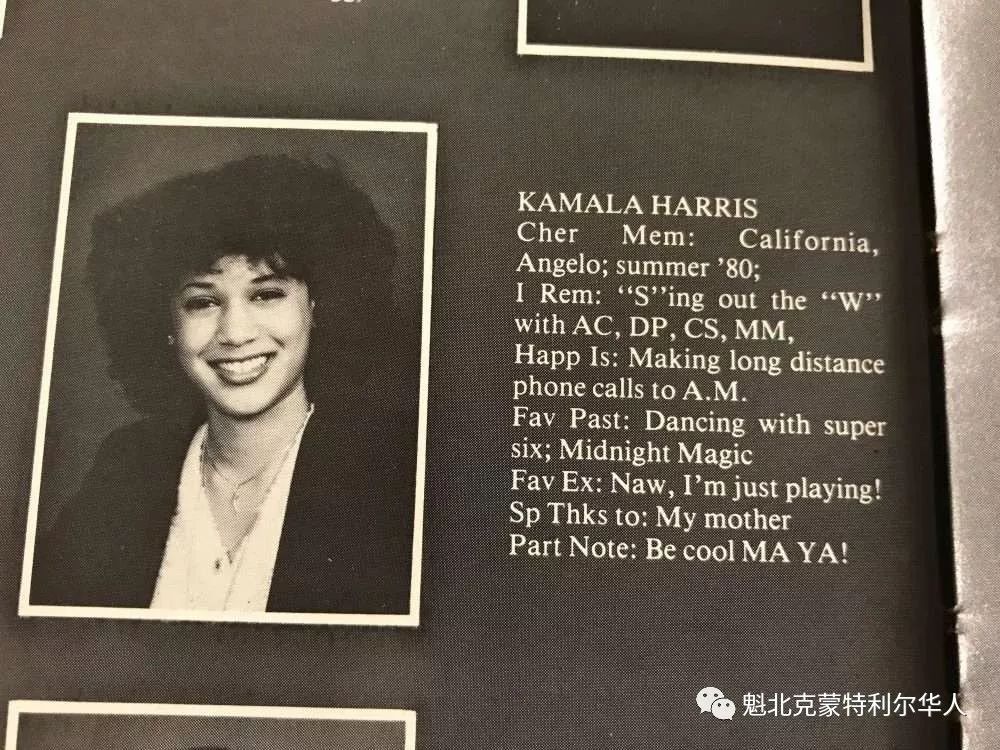 KAMALA HARRIS
Cher Mem: California,
Angelo; summer ’80;
I Rem: “S”ing out the “W”
with AC, DP, CS, MM,
Happ Is: Making long distance
phone calls to A.M.
Fav Past: Dancing with super
six; Midnight Magic
Fav Ex: Naw, I’m just playing!
Sp Thks to: My mother
Part Note: Be cool MA YA!
魁北克蒙特利尔华人